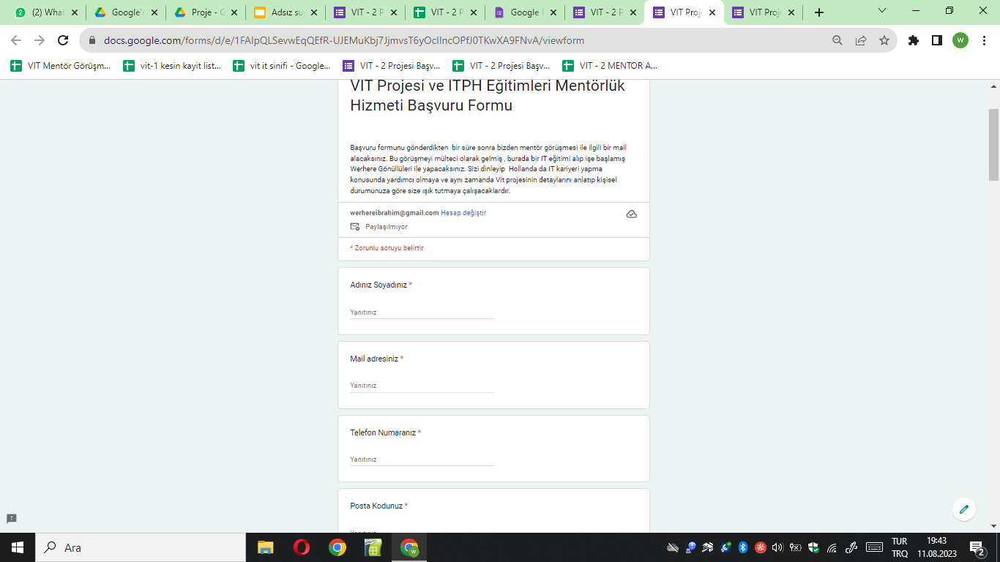 (2) What
Google'ı
Proje - G
Adsız su
VIT - 2 P
VIT - 2 P
Google F
VIT - 2 P
VIT Proj
VIT Proj
docs.google.com/forms/d/e/1FAIpQLSevwEqQEfR-UJEMuKbj7JjmvsT6yOclIncOPfJ0TKwXA9FNvA/viewform
W
VIT Mentör Görüşm...
vit-1 kesin kayit list...
vit it sinifi - Google...
VIT - 2 Projesi Başv...
VIT - 2 Projesi Başv...
VIT - 2 MENTOR A...
VIT Projesi ve ITPH Eğitimleri Mentörlük
Hizmeti Başvuru Formu
Başvuru formunu gönderdikten bir süre sonra bizden mentör görüşmesi ile ilgili bir mail
alacaksınız. Bu görüşmeyi mülteci olarak gelmiş , burada bir IT eğitimi alıp işe başlamış
Werhere Gönüllüleri ile yapacaksınız. Sizi dinleyip Hollanda da IT kariyeri yapma
konusunda yardımcı olmaya ve aynı zamanda Vit projesinin detaylarını anlatıp kişisel
durumunuza göre size ışık tutmaya çalışacaklardır.
werhereibrahim@gmail.com Hesap değiştir
Paylaşılmıyor
* Zorunlu soruyu belirtir
Adınız Soyadınız *
Yanıtınız
Mail adresiniz *
Yanıtınız
Telefon Numaranız *
Yanıtınız
Posta Kodunuz *
Yanıtınız
Ara
TUR
TRQ
19:43
11.08.2023
2